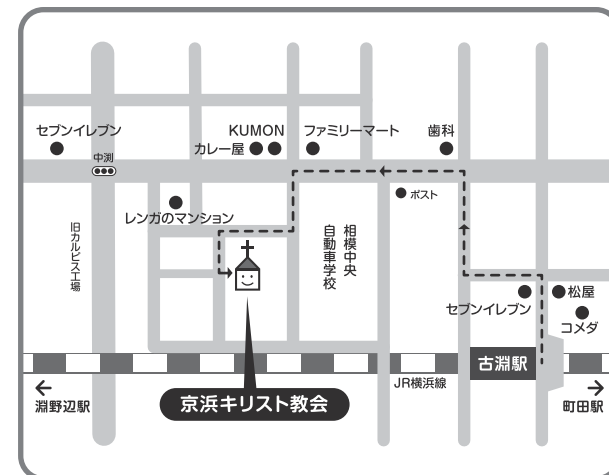 セブンイレブン
KUMON
ファミリーマート
歯科
カレー屋
中渕
ポスト
レンガのマンション
旧カルピス工場
相模中央
自動車学校
セブンイレブン
松屋
コメダ
古淵駅
JR横浜線
淵野辺駅
京浜キリスト教会
町田駅